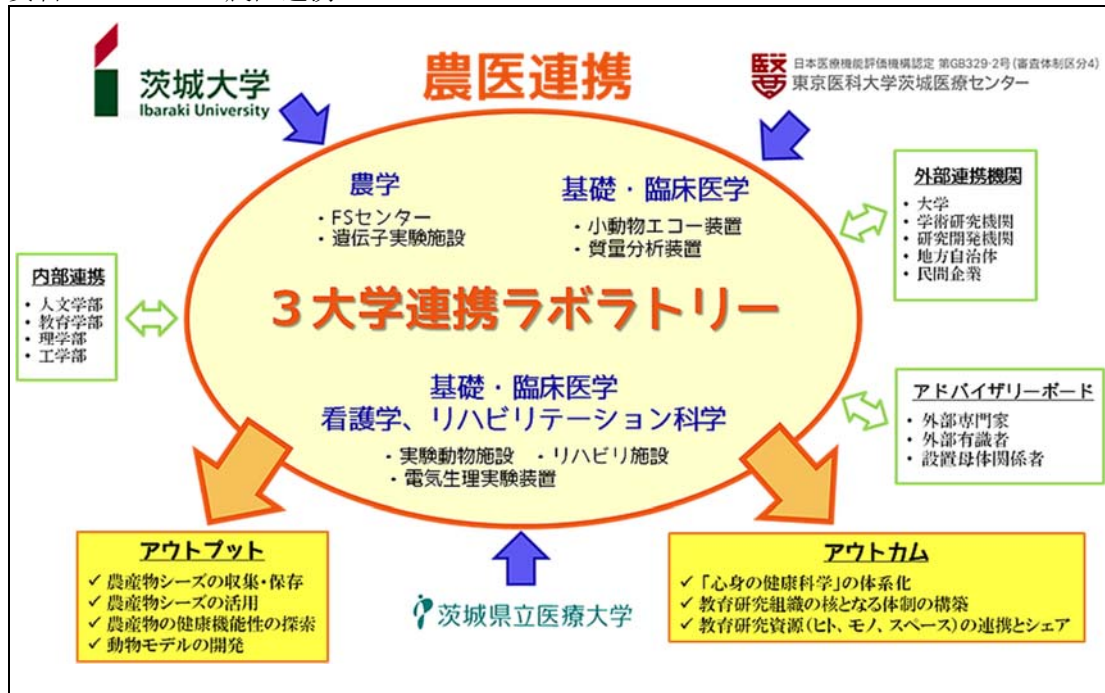 茨城大学
Ibaraki University
農医連携
日本医療機能評価機構認定 第GB329-2号(審査体制区分4)
東京医科大学茨城医療センター
農学
・FSセンター
・遺伝子実験施設
基礎・臨床医学
・小動物エコー装置
・質量分析装置
外部連携機関
• 大学
• 学術研究機関
• 研究開発機関
• 地方自治体
• 民間企業
内部連携
• 人文学部
• 教育学部
• 理学部
• 工学部
3大学連携ラボラトリー
基礎・臨床医学
看護学、リハビリテーション科学
・実験動物施設 ・リハビリ施設
・電気生理実験装置
アドバイザリーボード
• 外部専門家
• 外部有識者
• 設置母体関係者
アウトプット
✓ 農産物シーズの収集・保存
✓ 農産物シーズの活用
✓ 農産物の健康機能性の探索
✓ 動物モデルの開発
茨城県立医療大学
アウトカム
✓ 「心身の健康科学」の体系化
✓ 教育研究組織の核となる体制の構築
✓ 教育研究資源(ヒト、モノ、スペース)の連携とシェア